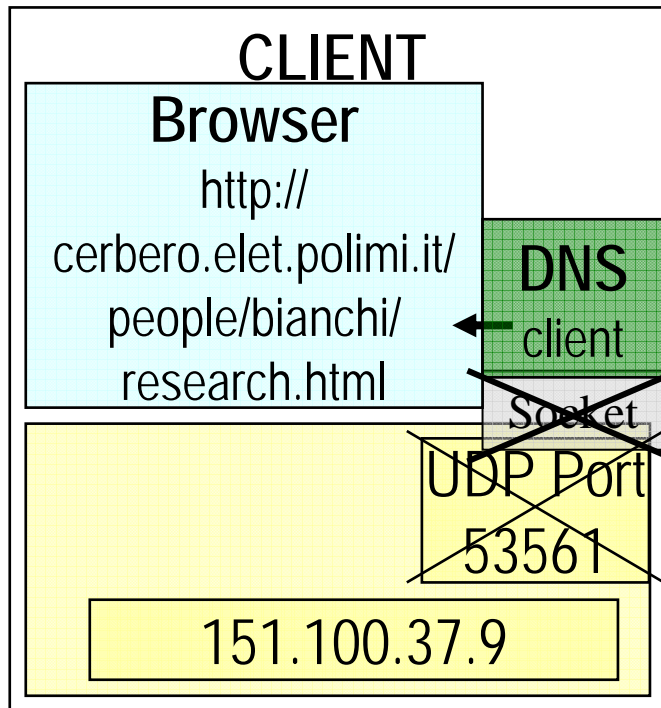 CLIENT
Browser
http://
cerbero.elet.polimi.it/
people/bianchi/
research.html
DNS
client
Socket
UDP Port
53561
151.100.37.9